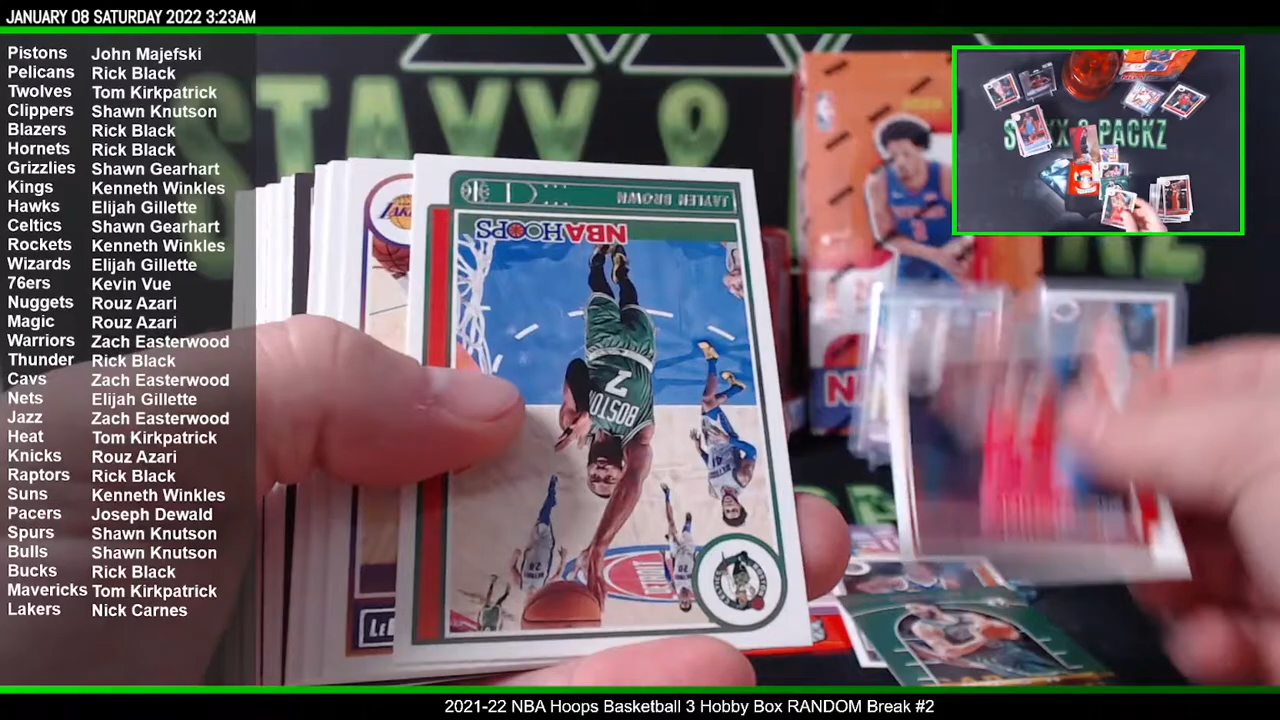 JANUARY 08 SATURDAY 2022 3:23AM
Pistons John Majefski
Pelicans Rick Black
Twolves Tom Kirkpatrick
Clippers Shawn Knutson
Blazers Rick Black
Hornets Rick Black
Grizzlies Shawn Gearhart
Kings Kenneth Winkles
Hawks Elijah Gillette
Celtics Shawn Gearhart
Rockets Kenneth Winkles
Wizards Elijah Gillette
76ers Kevin Vue
Nuggets Rouz Azari
Magic Rouz Azari
Warriors Zach Easterwood
Thunder Rick Black
Cavs Zach Easterwood
Nets Elijah Gillette
Jazz Zach Easterwood
Heat Tom Kirkpatrick
Knicks Rouz Azari
Raptors Rick Black
Suns Kenneth Winkles
Pacers Joseph Dewald
Spurs Shawn Knutson
Bulls Shawn Knutson
Bucks Rick Black
Mavericks Tom Kirkpatrick
Lakers Nick Carnes
JAYLEN BROWN
NBA HOOPS
BOSTON
7
2021-22 NBA Hoops Basketball 3 Hobby Box RANDOM Break #2